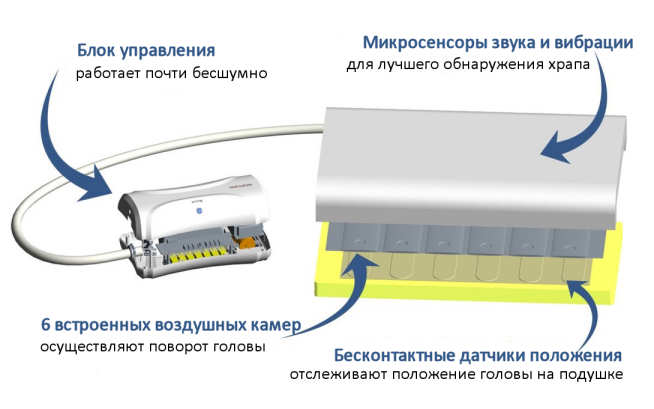 Блок управления
работает почти бесшумно
Микросенсоры звука и вибрации
для лучшего обнаружения храпа
6 встроенных воздушных камер
осуществляют поворот головы
Бесконтактные датчики положения
отслеживают положение головы на подушке